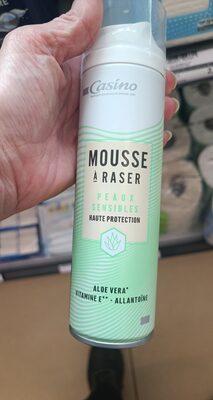 Casino
MOUSSE
À RASER
PEAUX
SENSIBLES
HAUTE PROTECTION
ALOE VERA*
VITAMINE E** - ALLANTOÏNE